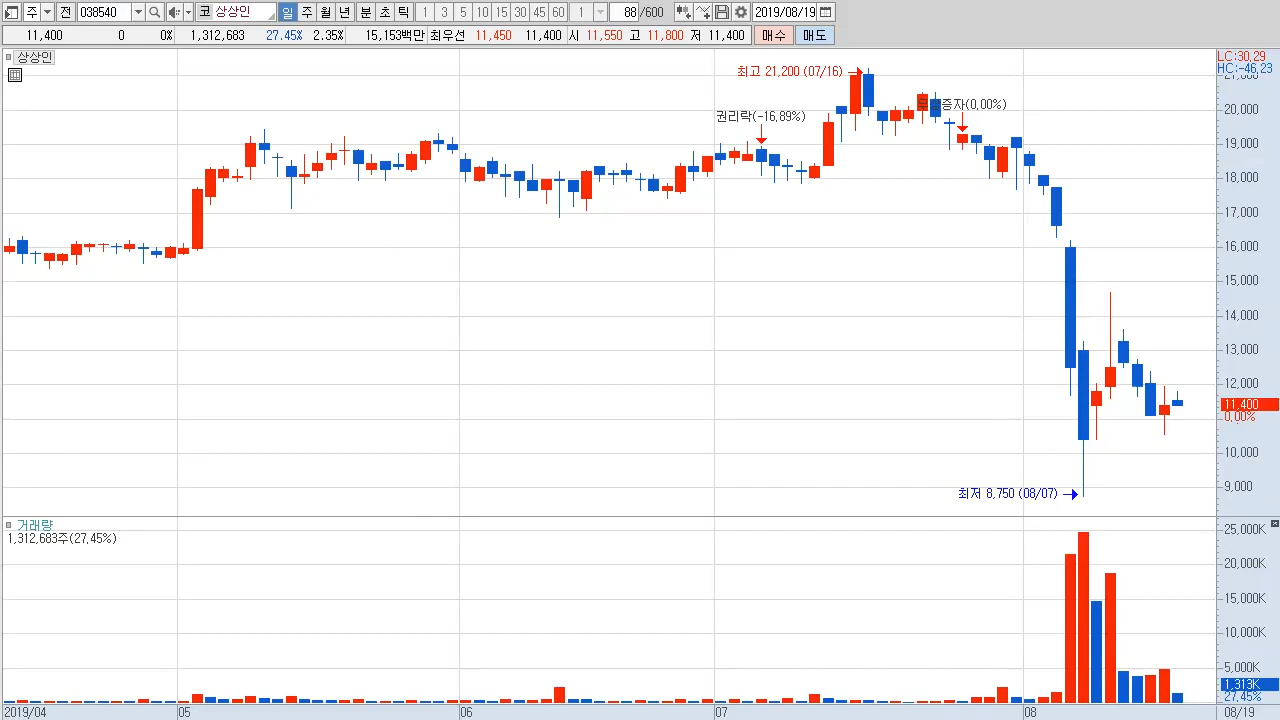 주 전 038540 코 상상인 일 주 월 년 분 초 틱 1 3 5 10 15 30 45 60 1 88 /600 2019/08/19
11,400 0 0% 1,312,683 27.45% 2.35% 15,153백만 최우선 11,450 11,400 시 11,550 고 11,800 저 11,400 매수 매도
상상인
LC:30.29
HC:-46.23
최고 21,200 (07/16)
권리락(-16.89%)
증자(0.00%)
20,000
19,000
18,000
17,000
16,000
15,000
14,000
13,000
12,000
11,400
0.00%
10,000
9,000
최저 8,750 (08/07)
거래량
1,312,683주(27.45%)
25,000K
20,000K
15,000K
10,000K
5,000K
1,313K
27.45%
2019/04 05 06 07 08 08/19